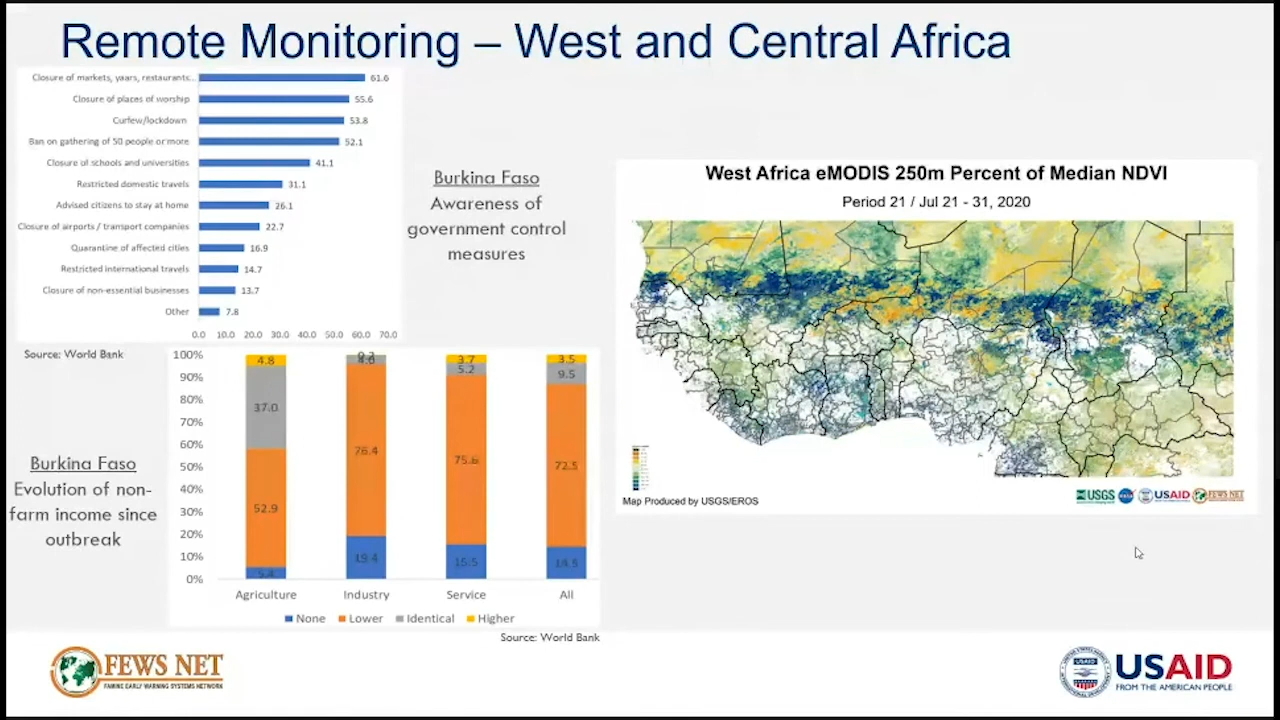 Remote Monitoring – West and Central Africa
Closure of markets, yaars, restaurants... 61.6
Closure of places of worship 55.6
Curfew/lockdown 53.8
Ban on gathering of 50 people or more 52.1
Closure of schools and universities 41.1
Restricted domestic travels 31.1
Advised citizens to stay at home 26.1
Closure of airports / transport companies 22.7
Quarantine of affected cities 16.9
Restricted international travels 14.7
Closure of non-essential businesses 13.7
Other 7.8
0.0 10.0 20.0 30.0 40.0 50.0 60.0 70.0
Source: World Bank
Burkina Faso
Awareness of
government control
measures
Burkina Faso
Evolution of non-
farm income since
outbreak
100%
90%
80%
70%
60%
50%
40%
30%
20%
10%
0%
4.8 3.7 3.5
37.0 5.2 9.5
52.9 76.4 75.6 72.5
5.4 19.4 15.5 14.5
Agriculture Industry Service All
None Lower Identical Higher
Source: World Bank
West Africa eMODIS 250m Percent of Median NDVI
Period 21 / Jul 21 - 31, 2020
Map Produced by USGS/EROS
USGS USAID FEWS NET
FEWS NET
FAMINE EARLY WARNING SYSTEMS NETWORK
USAID
USAID
FROM THE AMERICAN PEOPLE